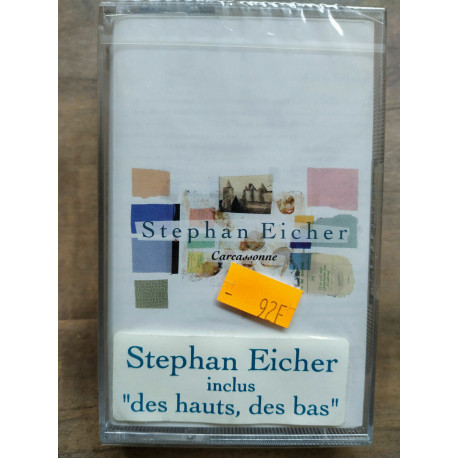 Stephan Eicher
Carcassonne
92F
Stephan Eicher
inclus
"des hauts, des bas"